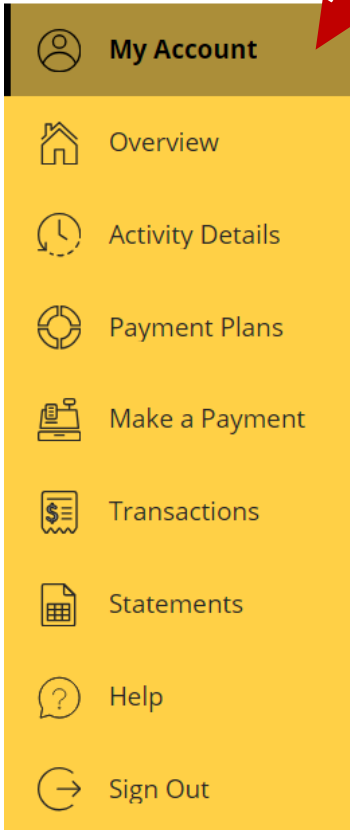 My Account
Overview
Activity Details
Payment Plans
Make a Payment
Transactions
Statements
Help
Sign Out